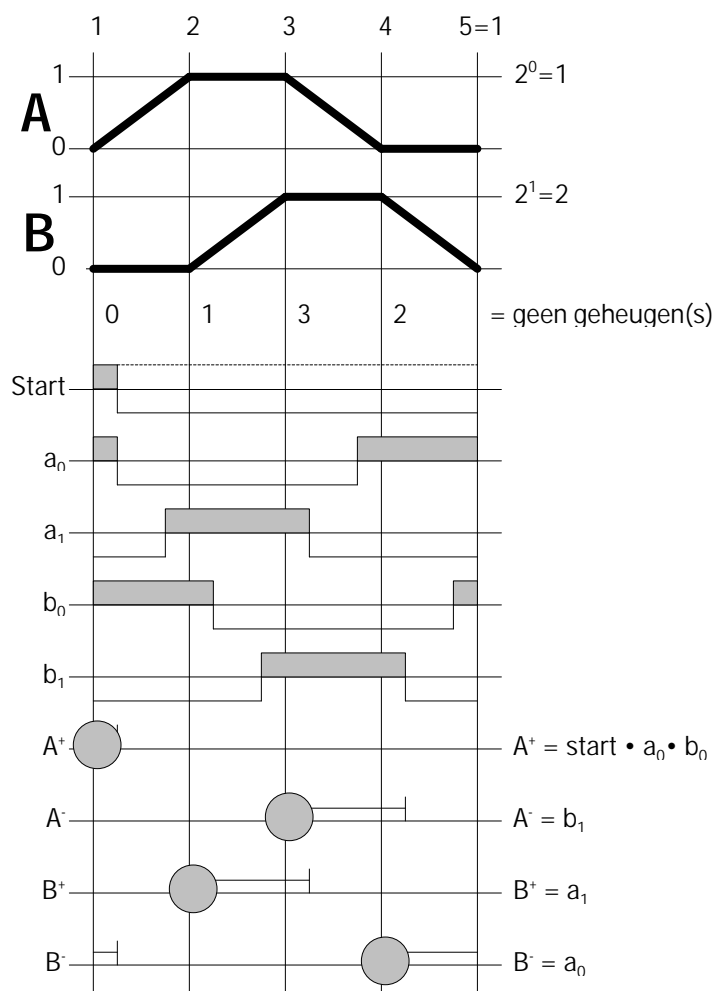 1 2 3 4 5=1
1 2⁰=1
A
0
1 2¹=2
B
0
0 1 3 2 = geen geheugen(s)
Start
a₀
a₁
b₀
b₁
A⁺ A⁺ = start • a₀ • b₀
A⁻ A⁻ = b₁
B⁺ B⁺ = a₁
B⁻ B⁻ = a₀